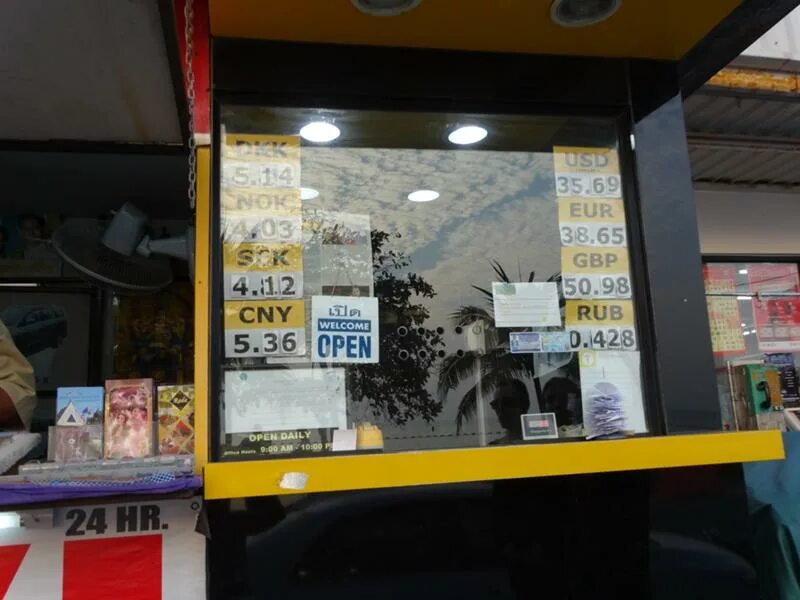 DKK
5.14
NOK
4.03
SEK
4.12
CNY
5.36
USD
35.69
EUR
38.65
GBP
50.98
RUB
0.428
เปิด
WELCOME
OPEN
OPEN DAILY
Office Hours 9:00 AM - 10:00 P
24 HR.